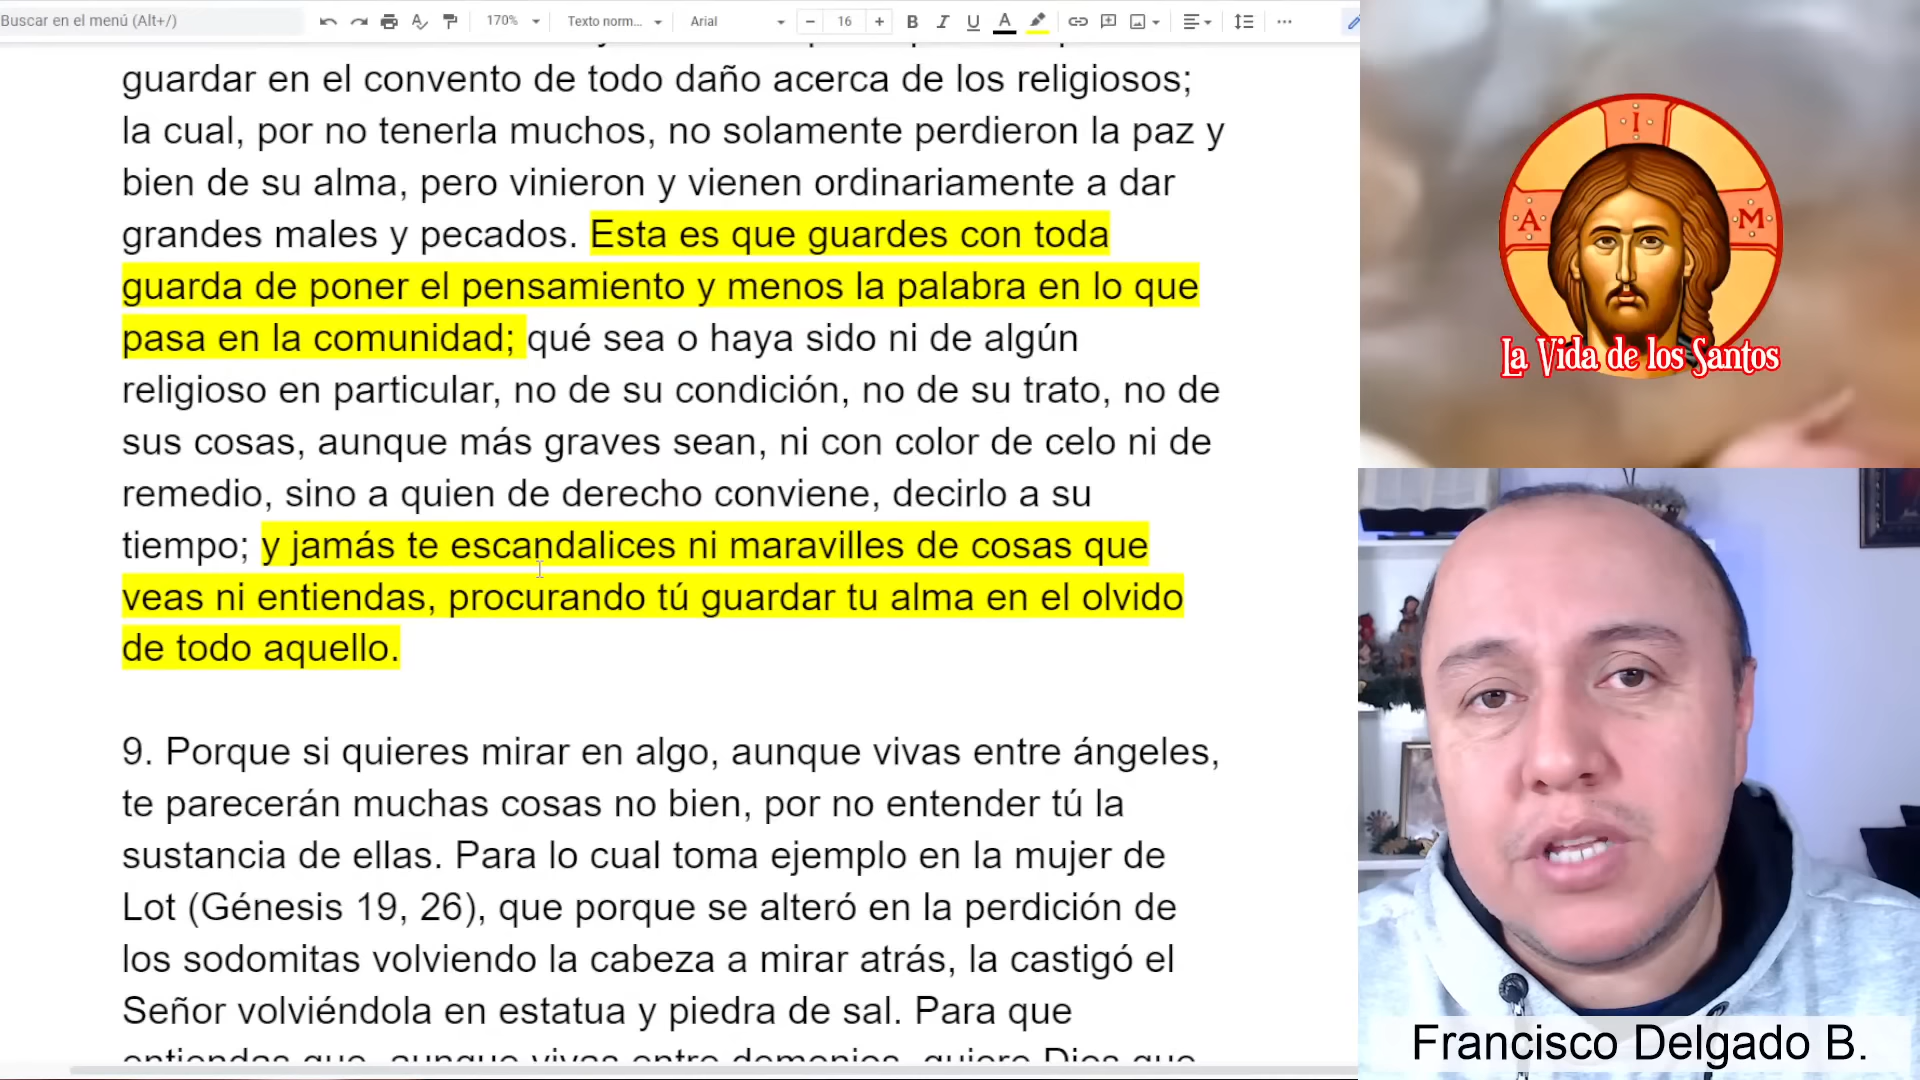 Buscar en el menú (Alt+/)
170%
Texto norm...
Arial
16
guardar en el convento de todo daño acerca de los religiosos;
la cual, por no tenerla muchos, no solamente perdieron la paz y
bien de su alma, pero vinieron y vienen ordinariamente a dar
grandes males y pecados. Esta es que guardes con toda
guarda de poner el pensamiento y menos la palabra en lo que
pasa en la comunidad; qué sea o haya sido ni de algún
religioso en particular, no de su condición, no de su trato, no de
sus cosas, aunque más graves sean, ni con color de celo ni de
remedio, sino a quien de derecho conviene, decirlo a su
tiempo; y jamás te escandalices ni maravilles de cosas que
veas ni entiendas, procurando tú guardar tu alma en el olvido
de todo aquello.
9. Porque si quieres mirar en algo, aunque vivas entre ángeles,
te parecerán muchas cosas no bien, por no entender tú la
sustancia de ellas. Para lo cual toma ejemplo en la mujer de
Lot (Génesis 19, 26), que porque se alteró en la perdición de
los sodomitas volviendo la cabeza a mirar atrás, la castigó el
Señor volviéndola en estatua y piedra de sal. Para que
entiendas que, aunque vivas entre demonios, quiere Dios que
I
A M
La Vida de los Santos
Francisco Delgado B.